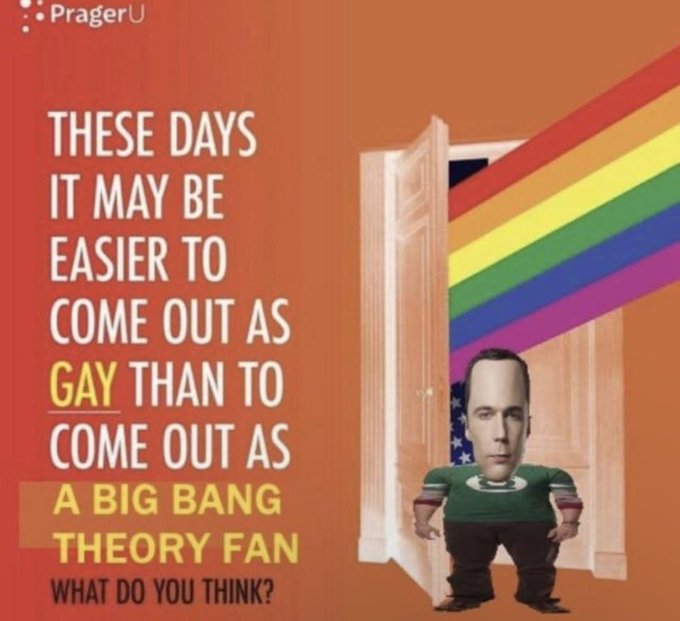 PragerU
THESE DAYS
IT MAY BE
EASIER TO
COME OUT AS
GAY THAN TO
COME OUT AS
A BIG BANG
THEORY FAN
WHAT DO YOU THINK?